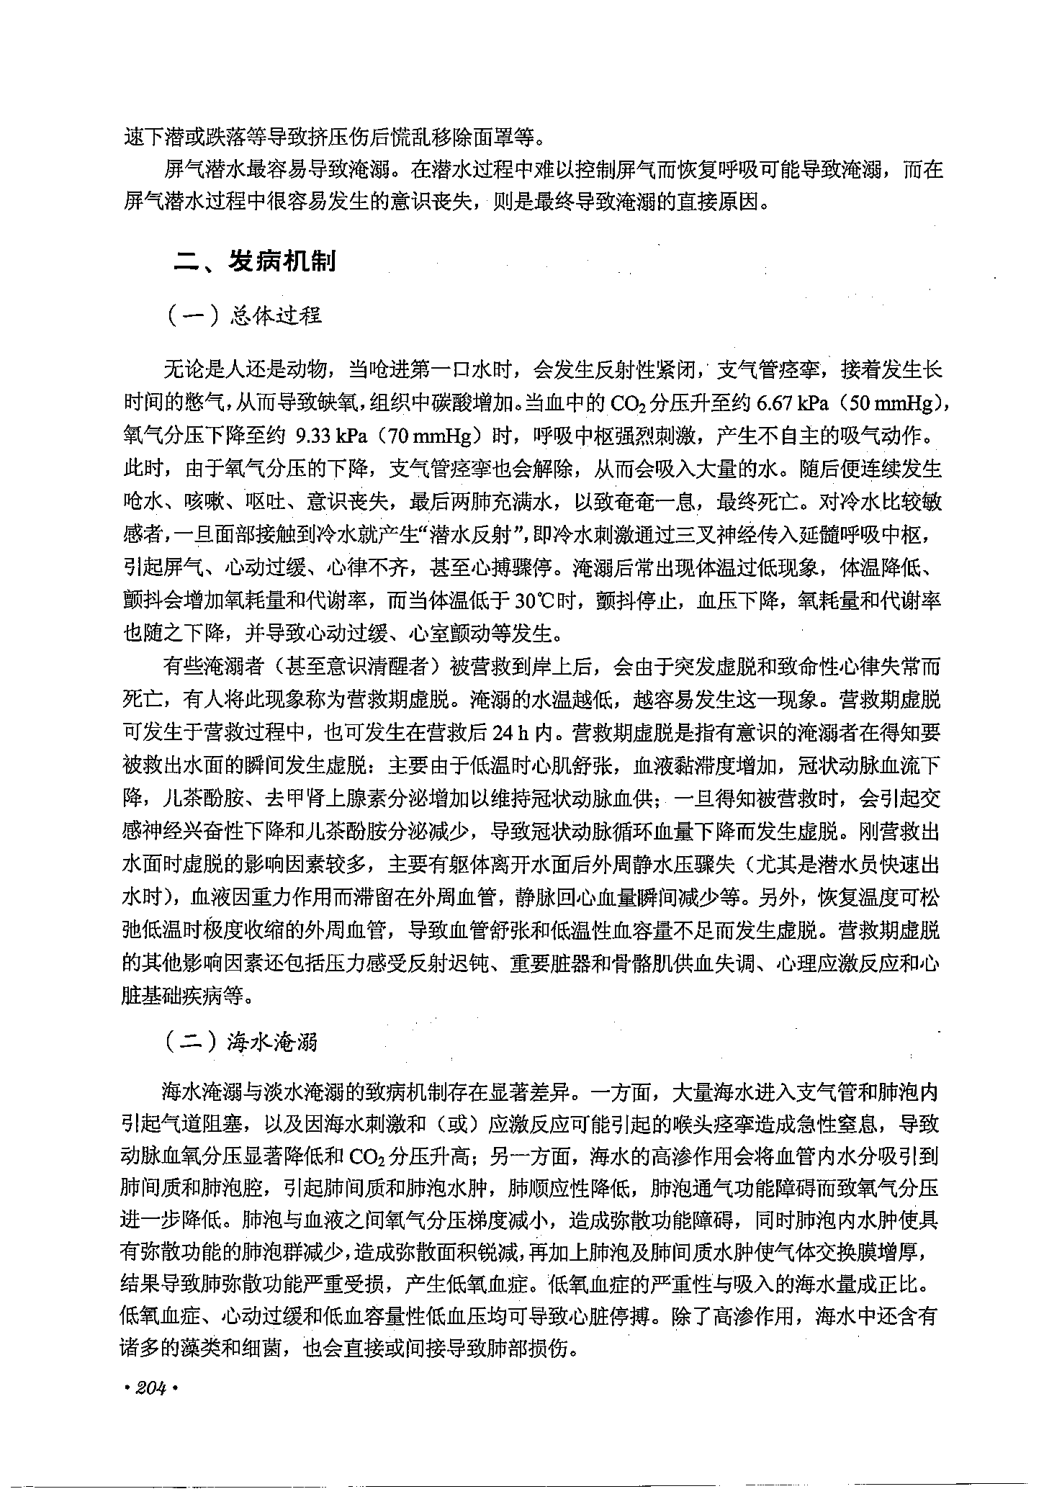 速下潜或跌落等导致挤压伤后慌乱移除面罩等。
屏气潜水最容易导致淹溺。在潜水过程中难以控制屏气而恢复呼吸可能导致淹溺，而在
屏气潜水过程中很容易发生的意识丧失，则是最终导致淹溺的直接原因。
二、发病机制
（一）总体过程
无论是人还是动物，当呛进第一口水时，会发生反射性紧闭，支气管痉挛，接着发生长
时间的憋气，从而导致缺氧，组织中碳酸增加。当血中的 CO₂分压升至约 6.67 kPa（50 mmHg），
氧气分压下降至约 9.33 kPa（70 mmHg）时，呼吸中枢强烈刺激，产生不自主的吸气动作。
此时，由于氧气分压的下降，支气管痉挛也会解除，从而会吸入大量的水。随后便连续发生
呛水、咳嗽、呕吐、意识丧失，最后两肺充满水，以致奄奄一息，最终死亡。对冷水比较敏
感者，一旦面部接触到冷水就产生“潜水反射”，即冷水刺激通过三叉神经传入延髓呼吸中枢，
引起屏气、心动过缓、心律不齐，甚至心搏骤停。淹溺后常出现体温过低现象，体温降低、
颤抖会增加氧耗量和代谢率，而当体温低于 30℃时，颤抖停止，血压下降，氧耗量和代谢率
也随之下降，并导致心动过缓、心室颤动等发生。
有些淹溺者（甚至意识清醒者）被营救到岸上后，会由于突发虚脱和致命性心律失常而
死亡，有人将此现象称为营救期虚脱。淹溺的水温越低，越容易发生这一现象。营救期虚脱
可发生于营救过程中，也可发生在营救后 24 h 内。营救期虚脱是指有意识的淹溺者在得知要
被救出水面的瞬间发生虚脱：主要由于低温时心肌舒张，血液黏滞度增加，冠状动脉血流下
降，儿茶酚胺、去甲肾上腺素分泌增加以维持冠状动脉血供；一旦得知被营救时，会引起交
感神经兴奋性下降和儿茶酚胺分泌减少，导致冠状动脉循环血量下降而发生虚脱。刚营救出
水面时虚脱的影响因素较多，主要有躯体离开水面后外周静水压骤失（尤其是潜水员快速出
水时），血液因重力作用而滞留在外周血管，静脉回心血量瞬间减少等。另外，恢复温度可松
弛低温时极度收缩的外周血管，导致血管舒张和低温性血容量不足而发生虚脱。营救期虚脱
的其他影响因素还包括压力感受反射迟钝、重要脏器和骨骼肌供血失调、心理应激反应和心
脏基础疾病等。
（二）海水淹溺
海水淹溺与淡水淹溺的致病机制存在显著差异。一方面，大量海水进入支气管和肺泡内
引起气道阻塞，以及因海水刺激和（或）应激反应可能引起的喉头痉挛造成急性窒息，导致
动脉血氧分压显著降低和 CO₂分压升高；另一方面，海水的高渗作用会将血管内水分吸引到
肺间质和肺泡腔，引起肺间质和肺泡水肿，肺顺应性降低，肺泡通气功能障碍而致氧气分压
进一步降低。肺泡与血液之间氧气分压梯度减小，造成弥散功能障碍，同时肺泡内水肿使具
有弥散功能的肺泡群减少，造成弥散面积锐减，再加上肺泡及肺间质水肿使气体交换膜增厚，
结果导致肺弥散功能严重受损，产生低氧血症。低氧血症的严重性与吸入的海水量成正比。
低氧血症、心动过缓和低血容量性低血压均可导致心脏停搏。除了高渗作用，海水中还含有
诸多的藻类和细菌，也会直接或间接导致肺部损伤。
·204·